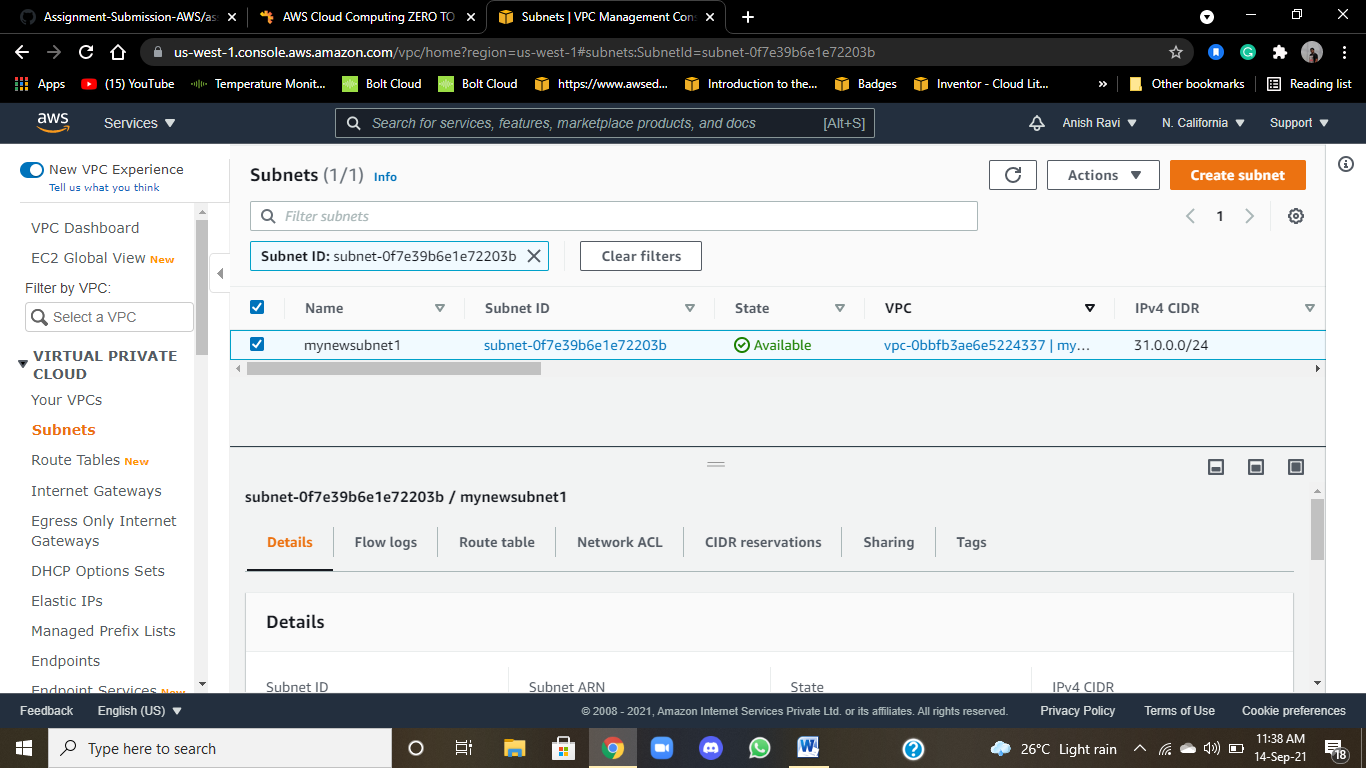 Assignment-Submission-AWS/as
AWS Cloud Computing ZERO TO
Subnets | VPC Management Con
us-west-1.console.aws.amazon.com/vpc/home?region=us-west-1#subnets:SubnetId=subnet-0f7e39b6e1e72203b
Apps
(15) YouTube
Temperature Monit...
Bolt Cloud
Bolt Cloud
https://www.awsed...
Introduction to the...
Badges
Inventor - Cloud Lit...
»
Other bookmarks
Reading list
aws
Services
Search for services, features, marketplace products, and docs
[Alt+S]
Anish Ravi
N. California
Support
New VPC Experience
Tell us what you think
VPC Dashboard
EC2 Global View New
Filter by VPC:
Select a VPC
VIRTUAL PRIVATE
CLOUD
Your VPCs
Subnets
Route Tables New
Internet Gateways
Egress Only Internet
Gateways
DHCP Options Sets
Elastic IPs
Managed Prefix Lists
Endpoints
Endpoint Services New
Subnets (1/1) Info
Actions
Create subnet
Filter subnets
1
Subnet ID: subnet-0f7e39b6e1e72203b
Clear filters
Name Subnet ID State VPC IPv4 CIDR
mynewsubnet1 subnet-0f7e39b6e1e72203b Available vpc-0bbfb3ae6e5224337 | my... 31.0.0.0/24
subnet-0f7e39b6e1e72203b / mynewsubnet1
Details Flow logs Route table Network ACL CIDR reservations Sharing Tags
Details
Subnet ID Subnet ARN State IPv4 CIDR
Feedback English (US) © 2008 - 2021, Amazon Internet Services Private Ltd. or its affiliates. All rights reserved. Privacy Policy Terms of Use Cookie preferences
Type here to search
26°C Light rain
11:38 AM
14-Sep-21
18